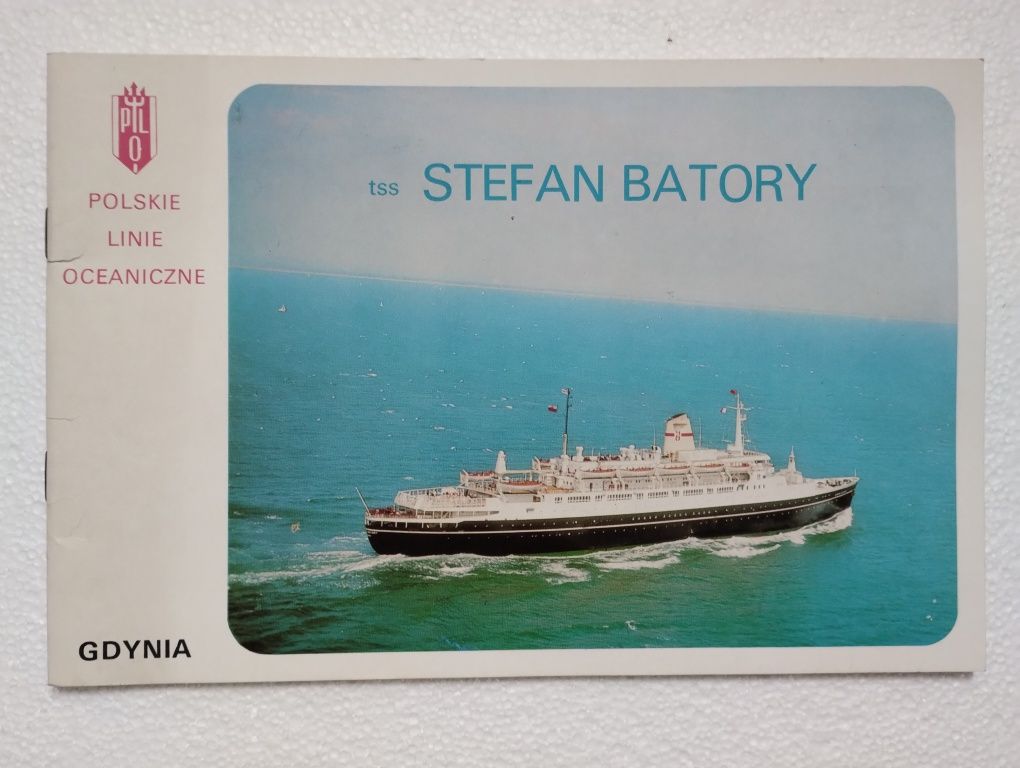 PLO
POLSKIE
LINIE
OCEANICZNE
tss STEFAN BATORY
GDYNIA